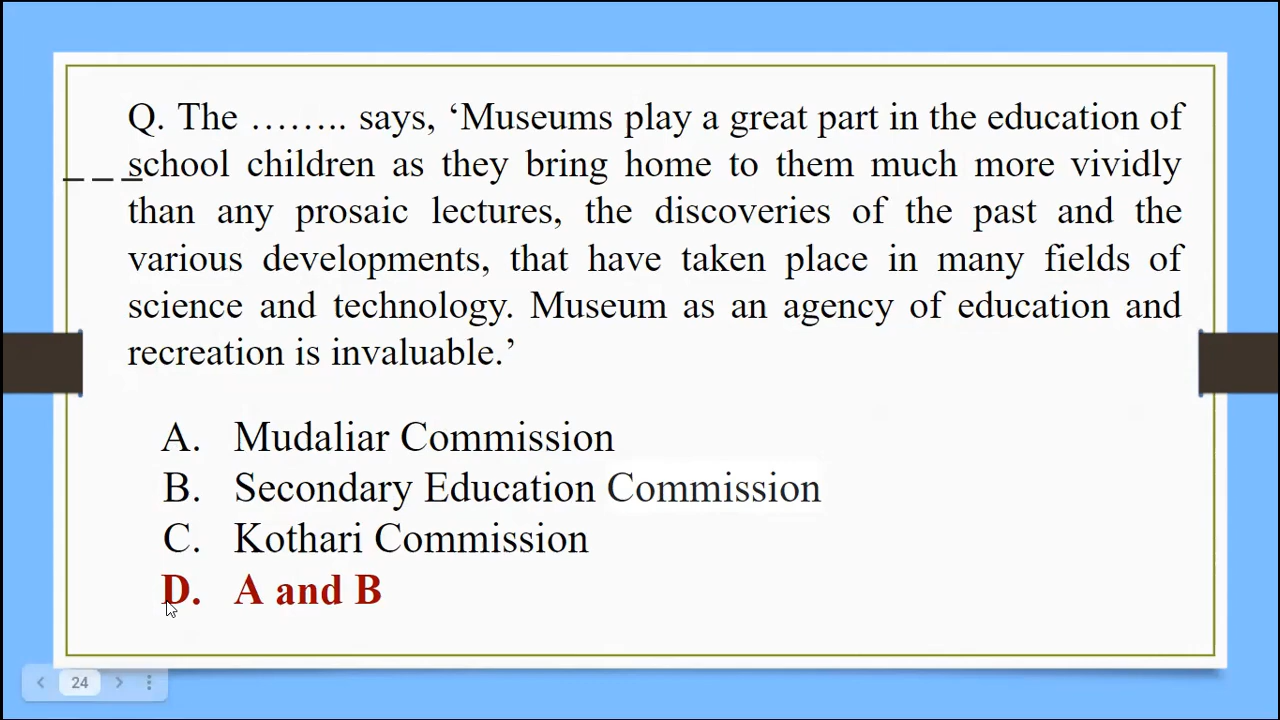 Q. The …….. says, ‘Museums play a great part in the education of
school children as they bring home to them much more vividly
than any prosaic lectures, the discoveries of the past and the
various developments, that have taken place in many fields of
science and technology. Museum as an agency of education and
recreation is invaluable.’
A. Mudaliar Commission
B. Secondary Education Commission
C. Kothari Commission
D. A and B
24